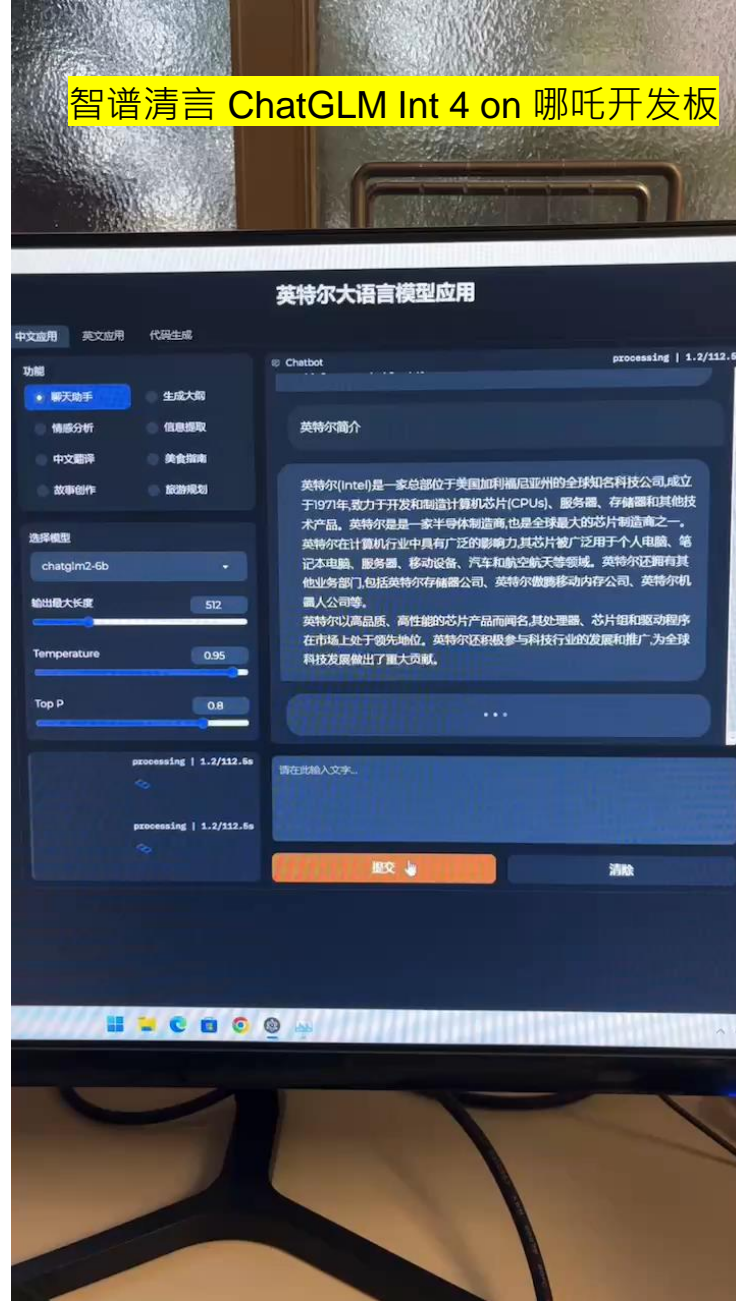 智谱清言 ChatGLM Int 4 on 哪吒开发板
英特尔大语言模型应用
中文应用 英文应用 代码生成
功能
聊天助手 生成大纲
情感分析 信息提取
中文翻译 美食指南
故事创作 旅游规划
选择模型
chatglm2-6b
输出最大长度 512
Temperature 0.95
Top P 0.8
processing | 1.2/112.6s
processing | 1.2/112.6s
Chatbot processing | 1.2/112.6
英特尔简介
英特尔(Intel)是一家总部位于美国加利福尼亚州的全球知名科技公司,成立
于1971年,致力于开发和制造计算机芯片(CPUs)、服务器、存储器和其他技
术产品。英特尔是是一家半导体制造商,也是全球最大的芯片制造商之一。
英特尔在计算机行业中具有广泛的影响力,其芯片被广泛用于个人电脑、笔
记本电脑、服务器、移动设备、汽车和航空航天等领域。英特尔还拥有其
他业务部门,包括英特尔存储器公司、英特尔傲腾移动内存公司、英特尔机
器人公司等。
英特尔以高品质、高性能的芯片产品而闻名,其处理器、芯片组和驱动程序
在市场上处于领先地位。英特尔还积极参与科技行业的发展和推广,为全球
科技发展做出了重大贡献。
...
请在此输入文字...
提交 清除